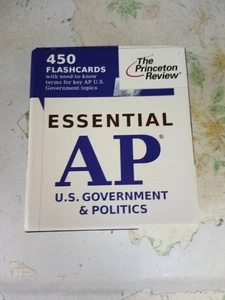 450
FLASHCARDS
with need-to-know
terms for key AP U.S.
Government topics
The
Princeton
Review®
ESSENTIAL
AP®
U.S. GOVERNMENT
& POLITICS